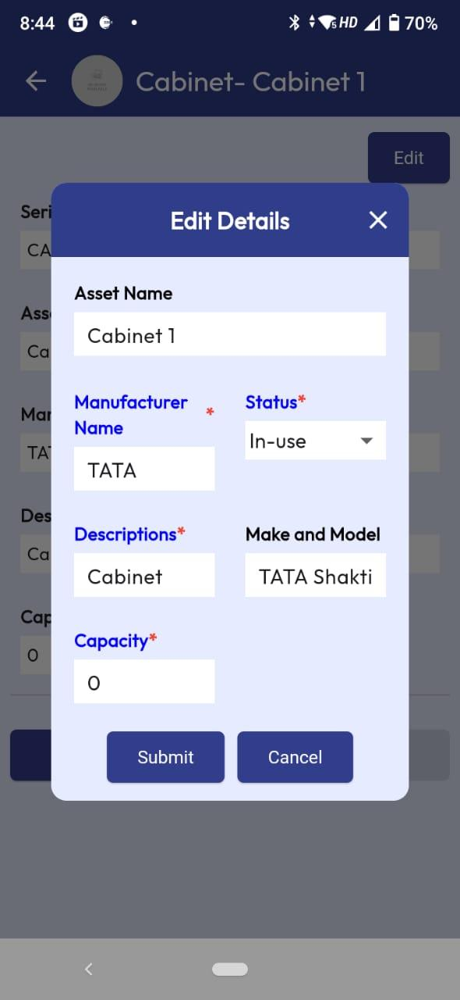 8:44
HD
70%
Cabinet- Cabinet 1
Edit
Edit Details
Seri
CA
Asset Name
Cabinet 1
Ass
Ca
Manufacturer
Name
*
Status*
In-use
TATA
Mar
TAT
Des
Ca
Descriptions*
Cabinet
Make and Model
TATA Shakti
Cap
0
Capacity*
0
Submit
Cancel